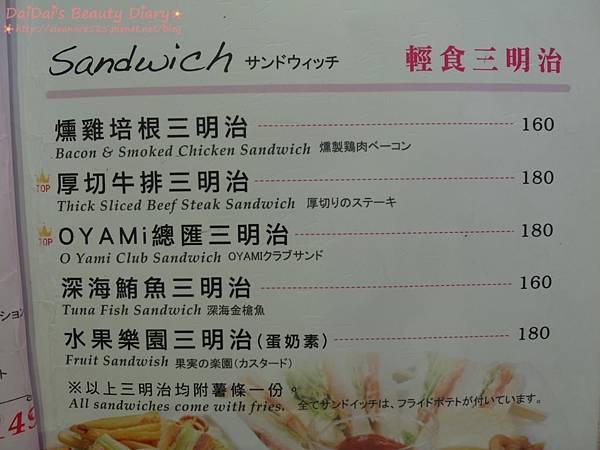 DaiDai's Beauty Diary
Sandwich サンドウィッチ 輕食三明治
燻雞培根三明治 160
Bacon & Smoked Chicken Sandwich 燻製鶏肉ベーコン
TOP 厚切牛排三明治 180
Thick Sliced Beef Steak Sandwich 厚切りのステーキ
TOP OYAMi總匯三明治 180
O Yami Club Sandwich OYAMIクラブサンド
深海鮪魚三明治 160
Tuna Fish Sandwich 深海金槍魚
水果樂園三明治(蛋奶素) 180
Fruit Sandwish 果実の楽園(カスタード)
※以上三明治均附薯條一份。
All sandwiches come with fries. 全てサンドイッチは、フライドポテトが付いています。